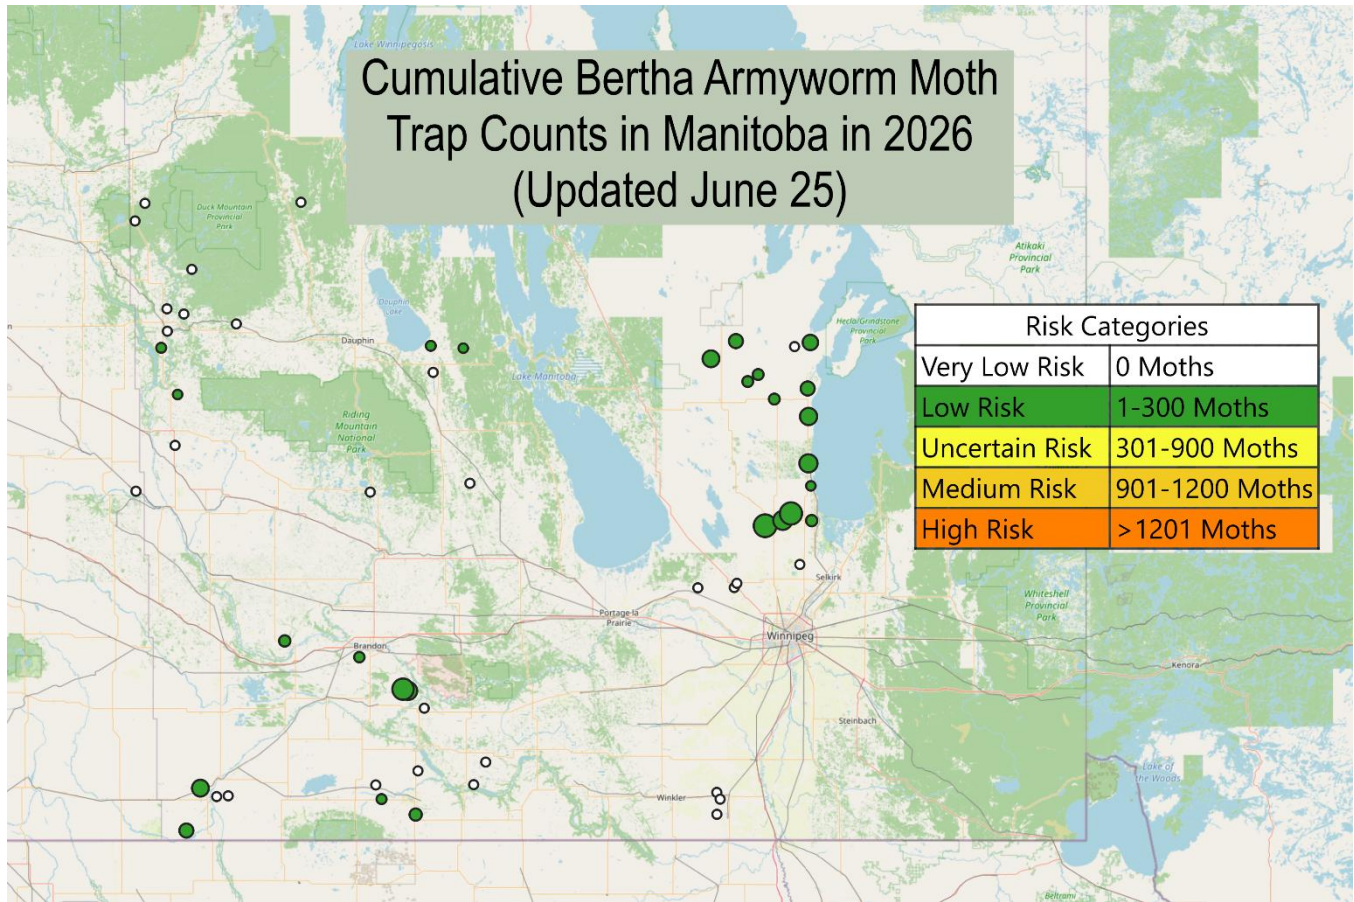 Lake Winnipegosis
Cumulative Bertha Armyworm Moth
Trap Counts in Manitoba in 2026
(Updated June 25)
Duck Mountain
Provincial
Park
Atikaki
Provincial
Park
Dauphin
Lake
Hecla/Grindstone
Provincial
Park
Dauphin
Lake Manitoba
Riding
Mountain
National
Park
Risk Categories
Very Low Risk 0 Moths
Low Risk 1-300 Moths
Uncertain Risk 301-900 Moths
Medium Risk 901-1200 Moths
High Risk >1201 Moths
Selkirk
Whiteshell
Provincial
Park
Portage la
Prairie
Winnipeg
Brandon
Kenora
Steinbach
Lake of
the Woods
Winkler
Beltrami